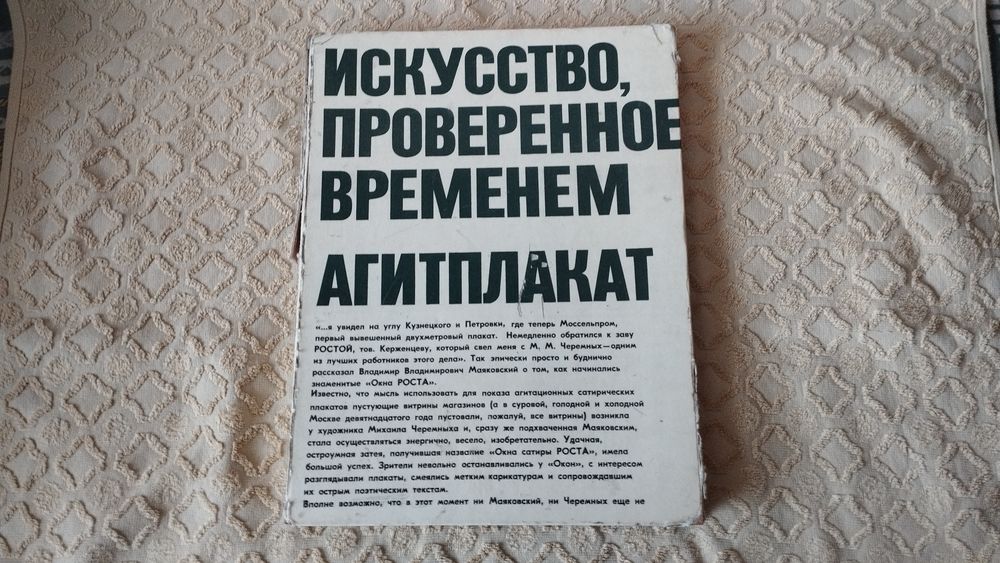 ИСКУССТВО,
ПРОВЕРЕННОЕ
ВРЕМЕНЕМ
АГИТПЛАКАТ
«...я увидел на углу Кузнецкого и Петровки, где теперь Моссельпром,
первый вывешенный двухметровый плакат. Немедленно обратился к заву
РОСТОЙ, тов. Керженцеву, который свел меня с М. М. Черемных—одним
из лучших работников этого дела». Так эпически просто и буднично
рассказал Владимир Владимирович Маяковский о том, как начинались
знаменитые «Окна РОСТА».
Известно, что мысль использовать для показа агитационных сатирических
плакатов пустующие витрины магазинов (а в суровой, голодной и холодной
Москве девятнадцатого года пустовали, пожалуй, все витрины) возникла
у художника Михаила Черемныха и, сразу же подхваченная Маяковским,
стала осуществляться энергично, весело, изобретательно. Удачная,
остроумная затея, получившая название «Окна сатиры РОСТА», имела
большой успех. Зрители невольно останавливались у «Окон», с интересом
разглядывали плакаты, смеялись метким карикатурам и сопровождавшим
их острым поэтическим текстам.
Вполне возможно, что в этот момент ни Маяковский, ни Черемных еще не